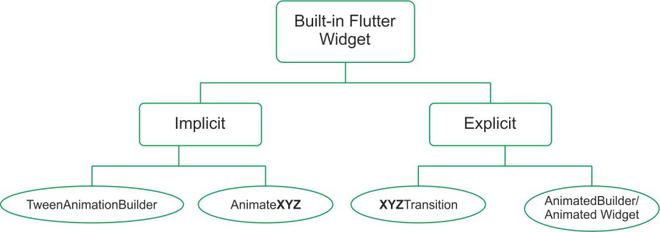 Built-in Flutter
Widget
Implicit
Explicit
TweenAnimationBuilder
AnimateXYZ
XYZTransition
AnimatedBuilder/
Animated Widget